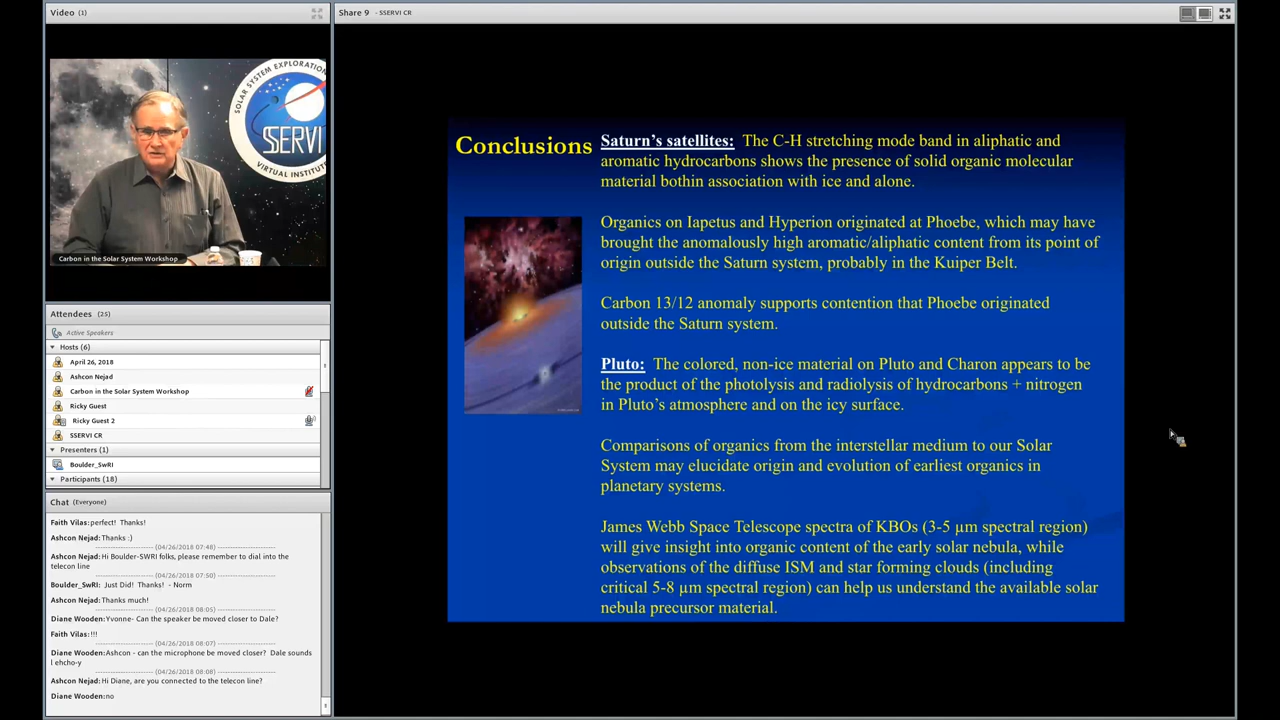 Video (1)
SOLAR SYSTEM EXPLORATION
SSERVI
VIRTUAL INSTITU
Carbon in the Solar System Workshop
Attendees (25)
Active Speakers
Hosts (6)
April 26, 2018
Ashcon Nejad
Carbon in the Solar System Workshop
Ricky Guest
Ricky Guest 2
SSERVI CR
Presenters (1)
Boulder_SwRI
Participants (18)
Chat (Everyone)
Faith Vilas:perfect! Thanks!
Ashcon Nejad:Thanks :)
------------------(04/26/2018 07:48)------------------
Ashcon Nejad:Hi Boulder-SWRI folks, please remember to dial into the
telecon line
------------------(04/26/2018 07:50)------------------
Boulder_SwRI: Just Did! Thanks! - Norm
Ashcon Nejad:Thanks much!
------------------(04/26/2018 08:05)------------------
Diane Wooden:Yvonne- Can the speaker be moved closer to Dale?
Faith Vilas:!!!
------------------(04/26/2018 08:07)------------------
Diane Wooden:Ashcon - can the microphone be moved closer? Dale sounds
l ehcho-y
------------------(04/26/2018 08:08)------------------
Ashcon Nejad:Hi Diane, are you connected to the telecon line?
Diane Wooden:no
Share 9 - SSERVI CR
Conclusions
Saturn's satellites: The C-H stretching mode band in aliphatic and
aromatic hydrocarbons shows the presence of solid organic molecular
material bothin association with ice and alone.
Organics on Iapetus and Hyperion originated at Phoebe, which may have
brought the anomalously high aromatic/aliphatic content from its point of
origin outside the Saturn system, probably in the Kuiper Belt.
Carbon 13/12 anomaly supports contention that Phoebe originated
outside the Saturn system.
Pluto: The colored, non-ice material on Pluto and Charon appears to be
the product of the photolysis and radiolysis of hydrocarbons + nitrogen
in Pluto's atmosphere and on the icy surface.
Comparisons of organics from the interstellar medium to our Solar
System may elucidate origin and evolution of earliest organics in
planetary systems.
James Webb Space Telescope spectra of KBOs (3-5 µm spectral region)
will give insight into organic content of the early solar nebula, while
observations of the diffuse ISM and star forming clouds (including
critical 5-8 µm spectral region) can help us understand the available solar
nebula precursor material.